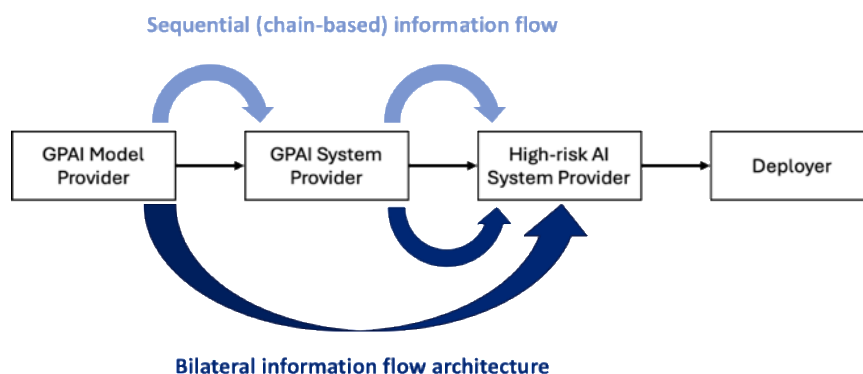 Sequential (chain-based) information flow
GPAI Model
Provider
GPAI System
Provider
High-risk AI
System Provider
Deployer
Bilateral information flow architecture